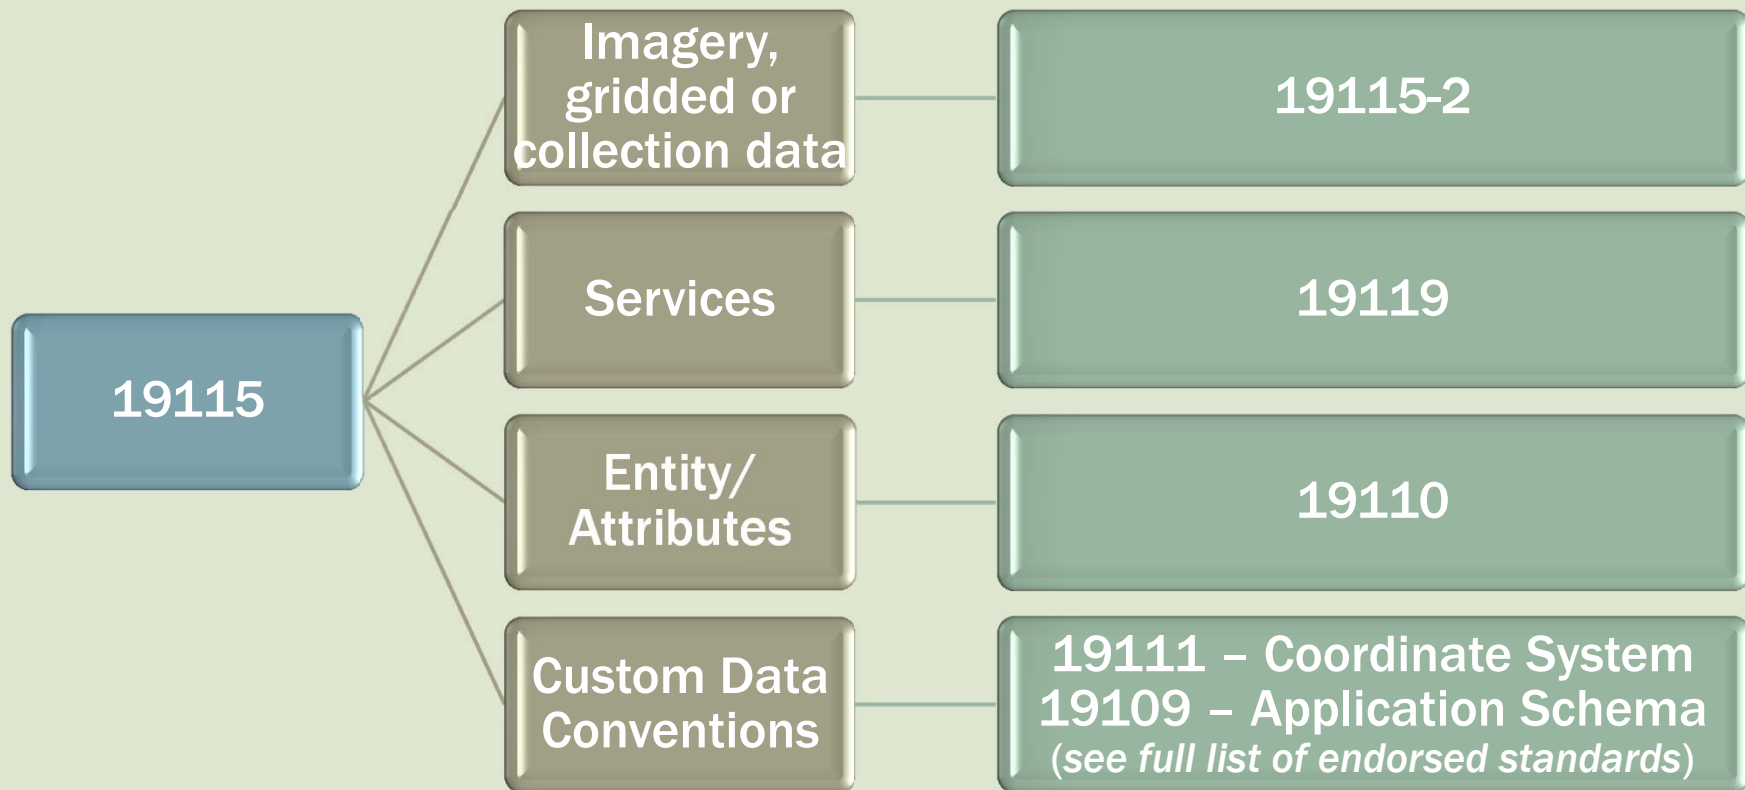 19115
Imagery,
gridded or
collection data
19115-2
Services
19119
Entity/
Attributes
19110
Custom Data
Conventions
19111 – Coordinate System
19109 – Application Schema
(see full list of endorsed standards)